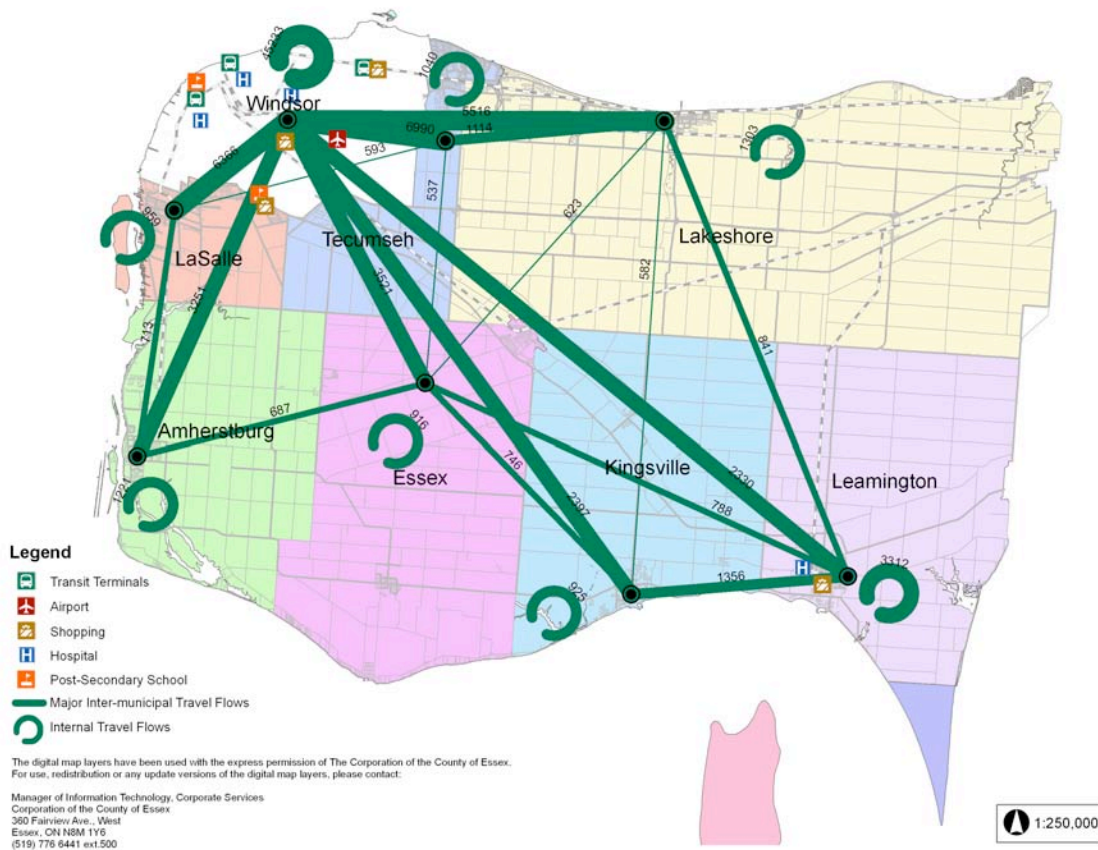 45233
1040
Windsor
5516
6990
1114
593
1303
6366
537
623
959
Tecumseh
Lakeshore
LaSalle
3521
582
3251
713
841
687
916
Amherstburg
746
Essex
Kingsville
2330
Leamington
1221
2397
788
3312
1356
925
Legend
Transit Terminals
Airport
Shopping
Hospital
Post-Secondary School
Major Inter-municipal Travel Flows
Internal Travel Flows
The digital map layers have been used with the express permission of The Corporation of the County of Essex.
For use, redistribution or any update versions of the digital map layers, please contact:
Manager of Information Technology, Corporate Services
Corporation of the County of Essex
360 Fairview Ave., West
Essex, ON N8M 1Y6
(519) 776 6441 ext.500
1:250,000